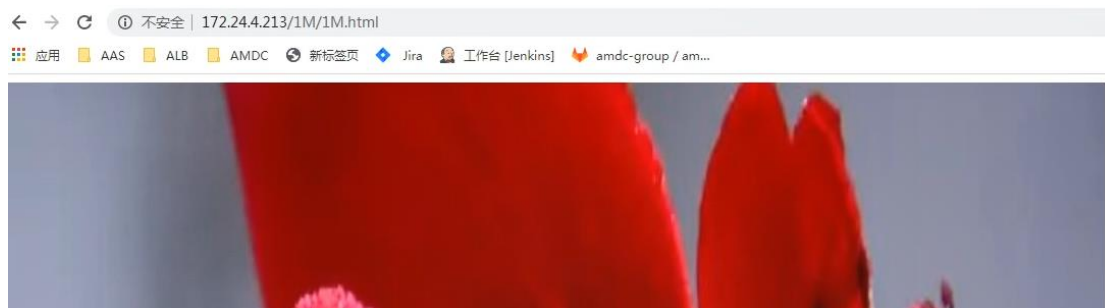 不安全 | 172.24.4.213/1M/1M.html
应用 AAS ALB AMDC 新标签页 Jira 工作台 [Jenkins] amdc-group / am...